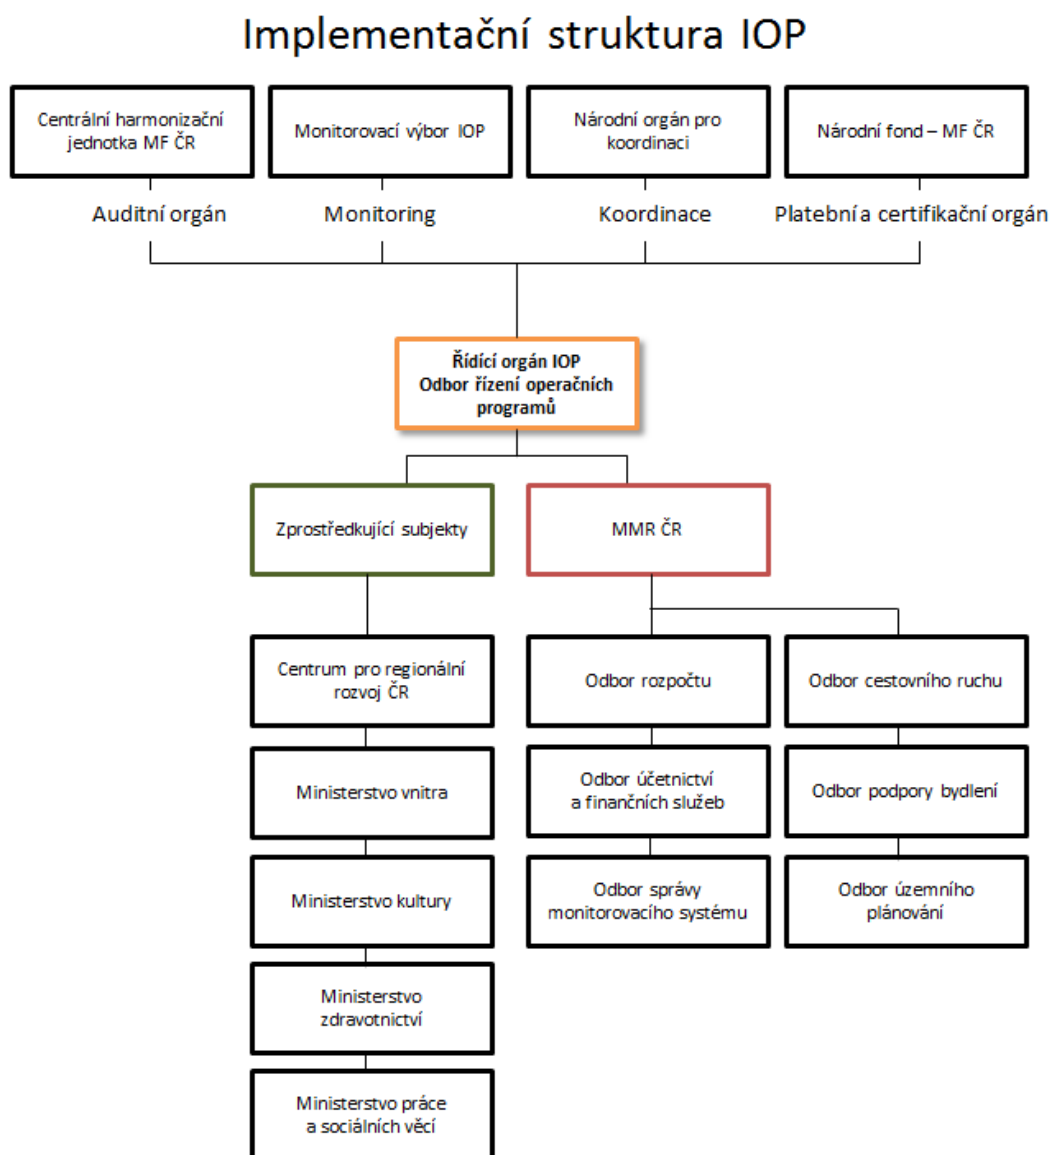 Implementační struktura IOP
Centrální harmonizační
jednotka MF ČR
Monitorovací výbor IOP
Národní orgán pro
koordinaci
Národní fond – MF ČR
Auditní orgán
Monitoring
Koordinace
Platební a certifikační orgán
Řídící orgán IOP
Odbor řízení operačních
programů
Zprostředkující subjekty
MMR ČR
Centrum pro regionální
rozvoj ČR
Odbor rozpočtu
Odbor cestovního ruchu
Ministerstvo vnitra
Odbor účetnictví
a finančních služeb
Odbor podpory bydlení
Ministerstvo kultury
Odbor správy
monitorovacího systému
Odbor územního
plánování
Ministerstvo
zdravotnictví
Ministerstvo práce
a sociálních věcí